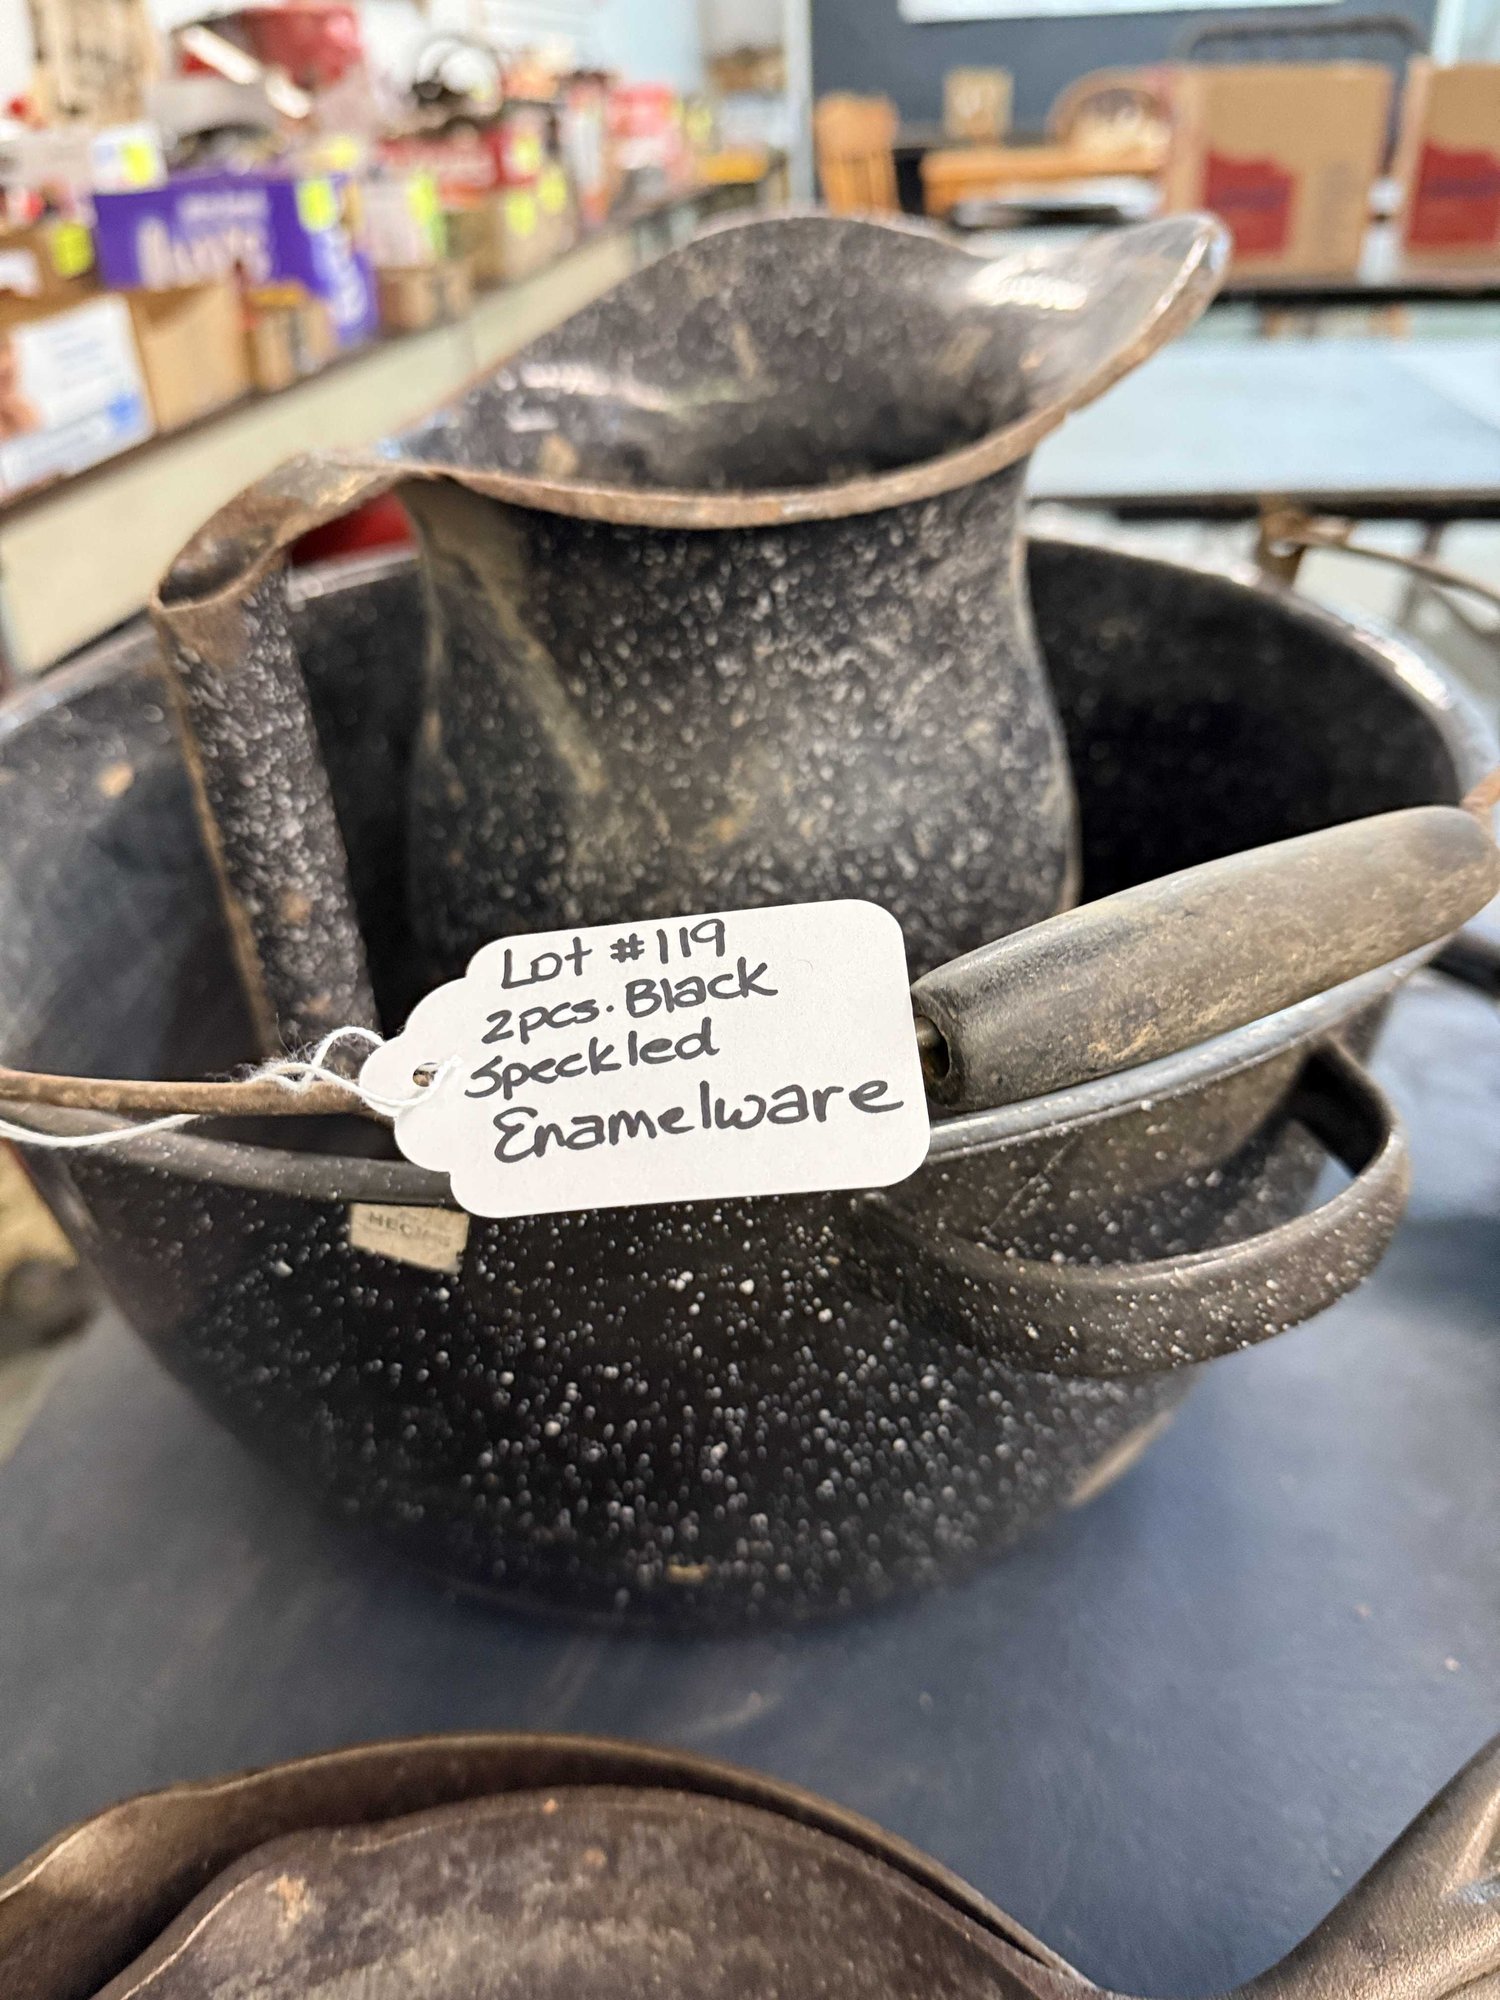 Lot #119
2pcs. Black
Speckled
Enamelware